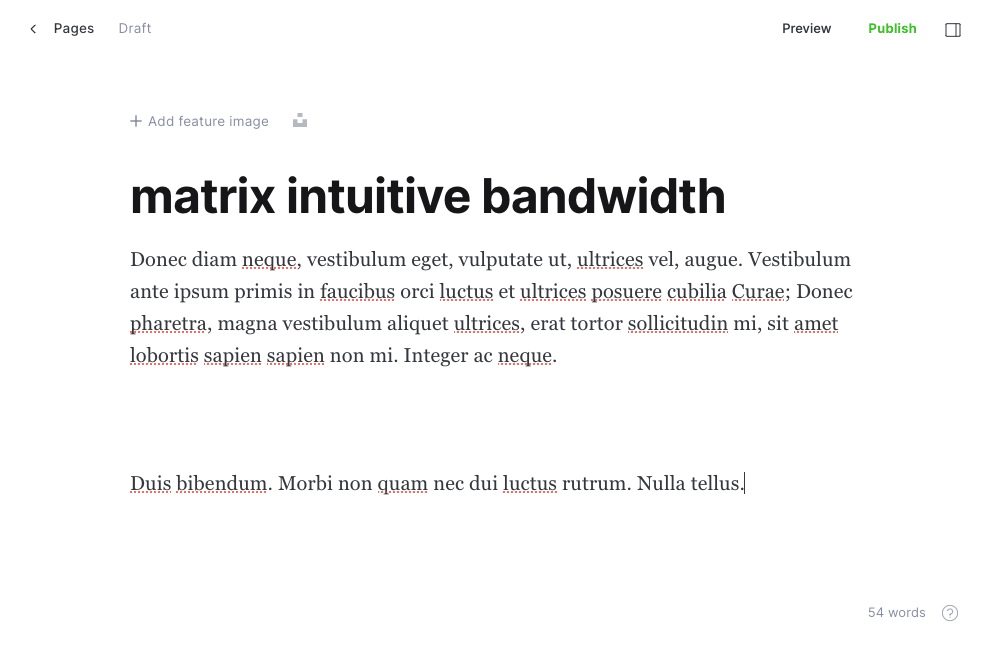 Pages Draft Preview Publish
Add feature image
matrix intuitive bandwidth
Donec diam neque, vestibulum eget, vulputate ut, ultrices vel, augue. Vestibulum
ante ipsum primis in faucibus orci luctus et ultrices posuere cubilia Curae; Donec
pharetra, magna vestibulum aliquet ultrices, erat tortor sollicitudin mi, sit amet
lobortis sapien sapien non mi. Integer ac neque.
Duis bibendum. Morbi non quam nec dui luctus rutrum. Nulla tellus.
54 words